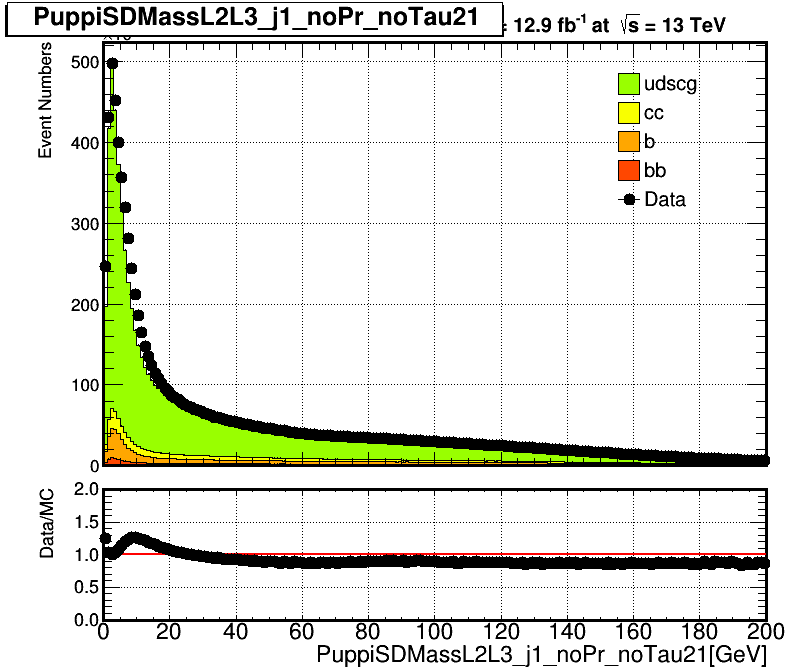 PuppiSDMassL2L3_j1_noPr_noTau21
= 12.9 fb⁻¹ at √s = 13 TeV
Event Numbers
500
400
300
200
100
0
udscg
cc
b
bb
Data
Data/MC
2.0
1.5
1.0
0.5
0.0
0 20 40 60 80 100 120 140 160 180 200
PuppiSDMassL2L3_j1_noPr_noTau21[GeV]